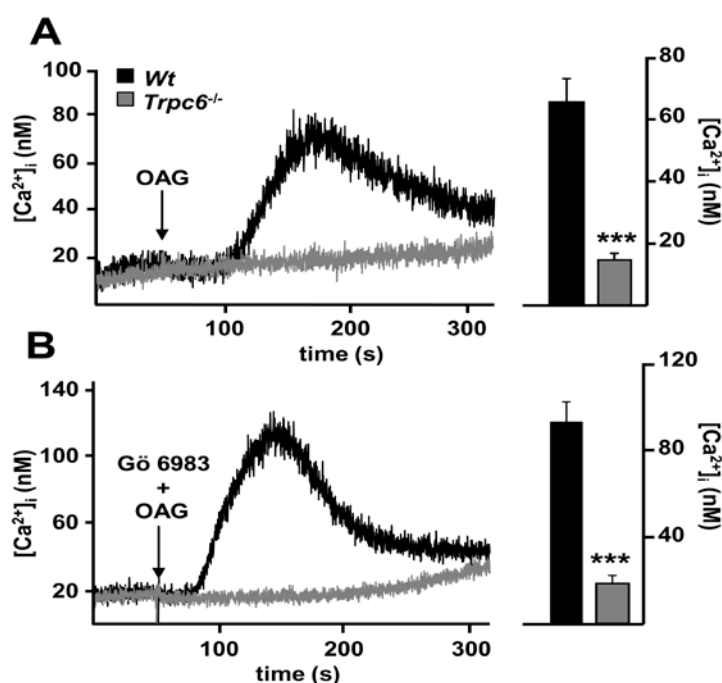 A
100
80
60
40
20
[Ca²⁺]ᵢ (nM)
Wt
Trpc6⁻/⁻
OAG
100
200
300
time (s)
***
80
60
40
20
[Ca²⁺]ᵢ (nM)
B
140
100
60
20
[Ca²⁺]ᵢ (nM)
Gö 6983
+
OAG
100
200
300
time (s)
***
120
80
40
[Ca²⁺]ᵢ (nM)